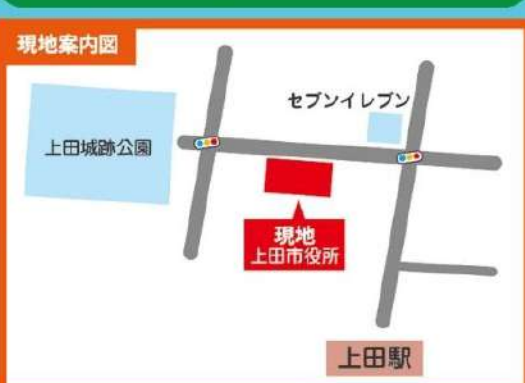 現地案内図
セブンイレブン
上田城跡公園
現地
上田市役所
上田駅